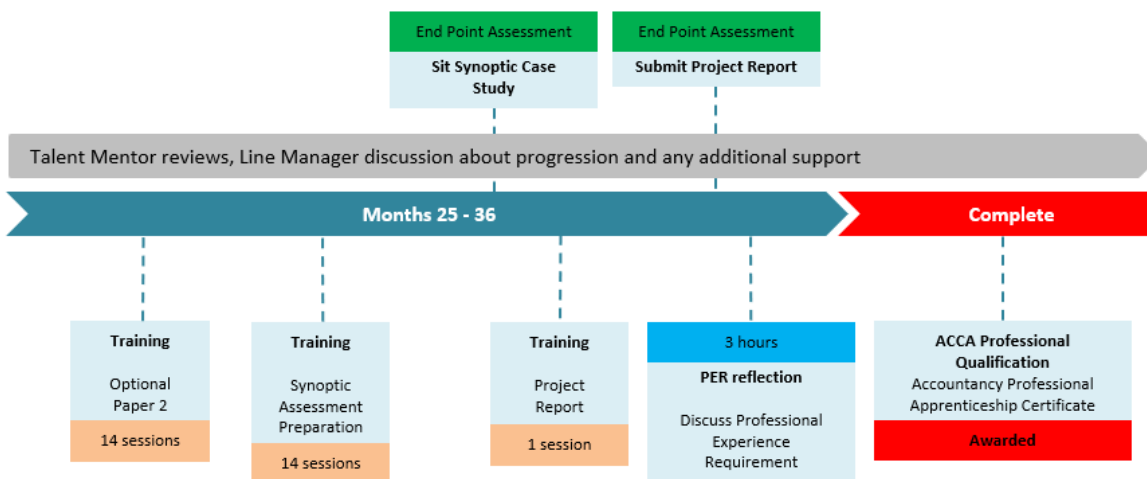 End Point Assessment
Sit Synoptic Case
Study
End Point Assessment
Submit Project Report
Talent Mentor reviews, Line Manager discussion about progression and any additional support
Months 25 - 36
Complete
Training
Optional
Paper 2
14 sessions
Training
Synoptic
Assessment
Preparation
14 sessions
Training
Project
Report
1 session
3 hours
PER reflection
Discuss Professional
Experience
Requirement
ACCA Professional
Qualification
Accountancy Professional
Apprenticeship Certificate
Awarded